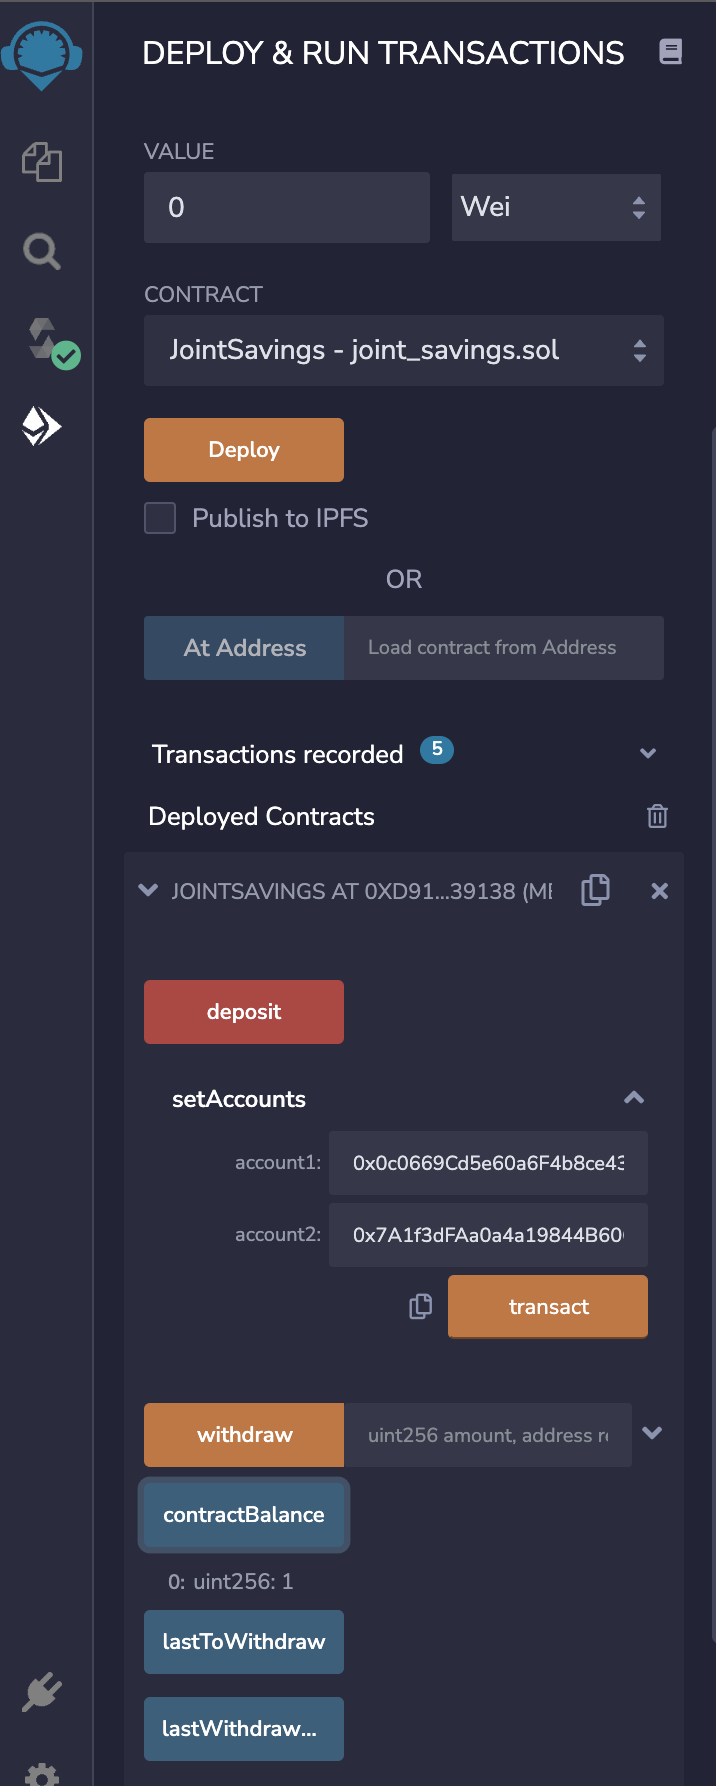 DEPLOY & RUN TRANSACTIONS
VALUE
0
Wei
CONTRACT
JointSavings - joint_savings.sol
Deploy
Publish to IPFS
OR
At Address
Load contract from Address
Transactions recorded 5
Deployed Contracts
JOINTSAVINGS AT 0XD91...39138 (ME
deposit
setAccounts
account1: 0x0c0669Cd5e60a6F4b8ce43
account2: 0x7A1f3dFAa0a4a19844B60
transact
withdraw
uint256 amount, address re
contractBalance
0: uint256: 1
lastToWithdraw
lastWithdraw...